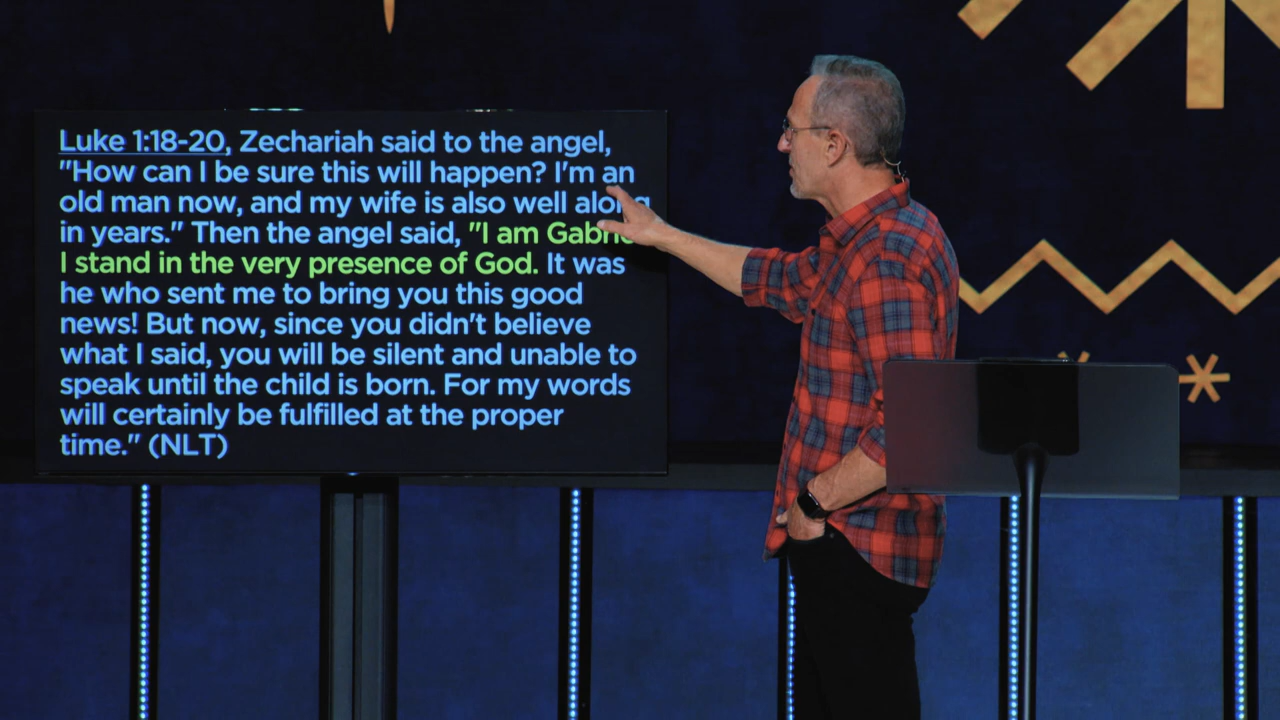 Luke 1:18-20, Zechariah said to the angel,
"How can I be sure this will happen? I'm an
old man now, and my wife is also well along
in years." Then the angel said, "I am
I stand in the very presence of God. It was
he who sent me to bring you this good
news! But now, since you didn't believe
what I said, you will be silent and unable to
speak until the child is born. For my words
will certainly be fulfilled at the proper
time." (NLT)